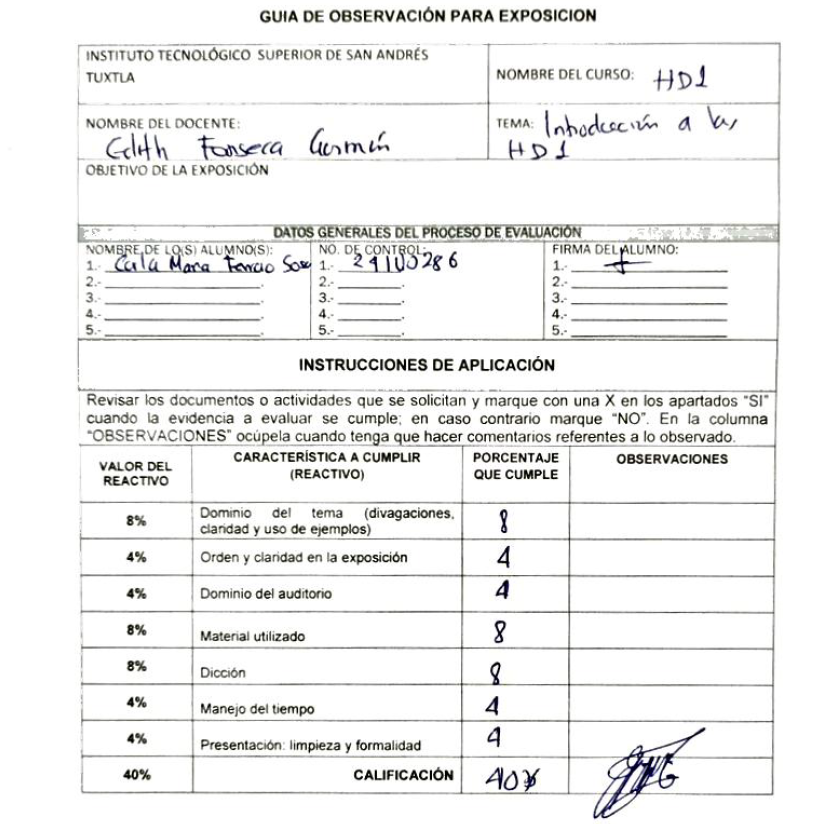 GUIA DE OBSERVACIÓN PARA EXPOSICION
INSTITUTO TECNOLÓGICO SUPERIOR DE SAN ANDRÉS
TUXTLA
NOMBRE DEL CURSO: HD1
NOMBRE DEL DOCENTE:
Fonseca
TEMA: a las
HD1
OBJETIVO DE LA EXPOSICIÓN
DATOS GENERALES DEL PROCESO DE EVALUACIÓN
NOMBRE DE LO(S) ALUMNO(S): NO. DE CONTROL: FIRMA DEL ALUMNO:
1.- 1.- 1.-
2.- 2.- 2.-
3.- 3.- 3.-
4.- 4.- 4.-
5.- 5.- 5.-
INSTRUCCIONES DE APLICACIÓN
Revisar los documentos o actividades que se solicitan y marque con una X en los apartados "SI"
cuando la evidencia a evaluar se cumple; en caso contrario marque "NO". En la columna
"OBSERVACIONES" ocúpela cuando tenga que hacer comentarios referentes a lo observado.
VALOR DEL
REACTIVO
CARACTERÍSTICA A CUMPLIR
(REACTIVO)
PORCENTAJE
QUE CUMPLE
OBSERVACIONES
8% Dominio del tema (divagaciones,
claridad y uso de ejemplos) 8
4% Orden y claridad en la exposición 4
4% Dominio del auditorio 4
8% Material utilizado 8
8% Dicción 8
4% Manejo del tiempo 4
4% Presentación: limpieza y formalidad 4
40% CALIFICACIÓN 40%